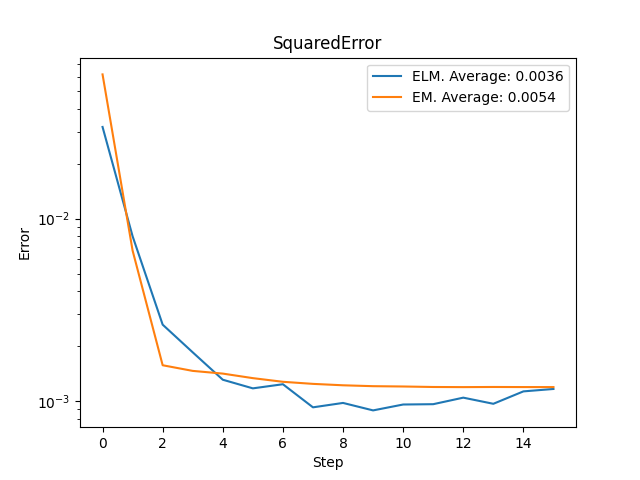 SquaredError
ELM. Average: 0.0036
EM. Average: 0.0054
Error
10⁻²
10⁻³
0 2 4 6 8 10 12 14
Step